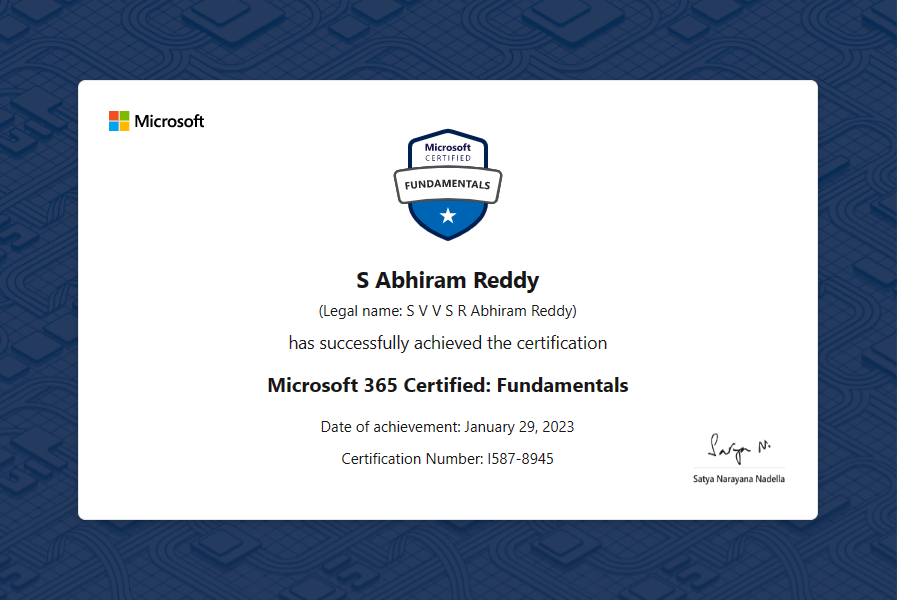 Microsoft
Microsoft
CERTIFIED
FUNDAMENTALS
S Abhiram Reddy
(Legal name: S V V S R Abhiram Reddy)
has successfully achieved the certification
Microsoft 365 Certified: Fundamentals
Date of achievement: January 29, 2023
Certification Number: I587-8945
Satya N.
Satya Narayana Nadella